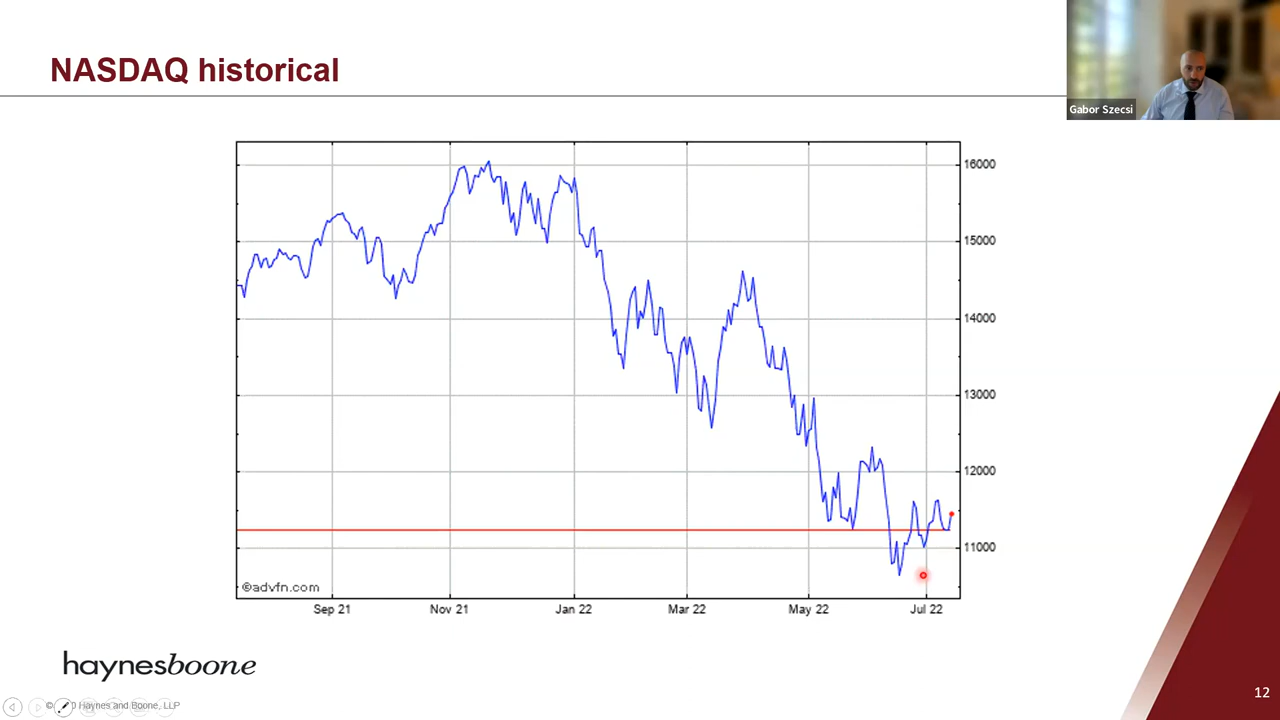 NASDAQ historical
Gabor Szecsi
16000
15000
14000
13000
12000
11000
©advfn.com
Sep 21
Nov 21
Jan 22
Mar 22
May 22
Jul 22
haynesboone
12
© 0 Haynes and Boone, LLP